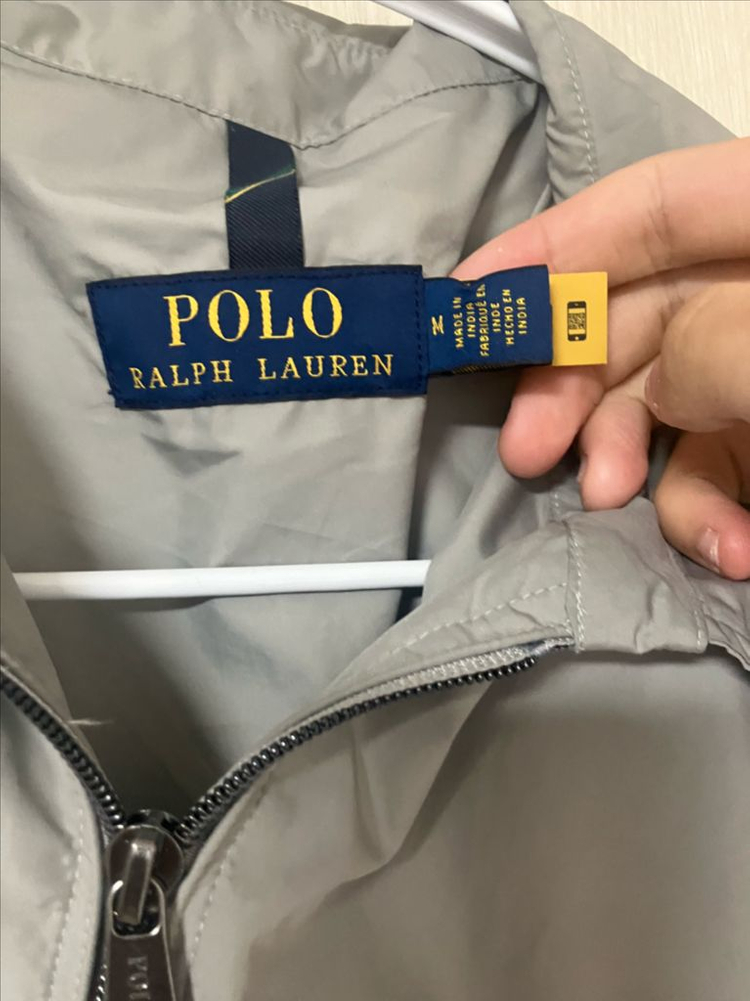 POLO
RALPH LAUREN
M
MADE IN
INDIA
FABRIQUÉ EN
INDE
HECHO EN
INDIA